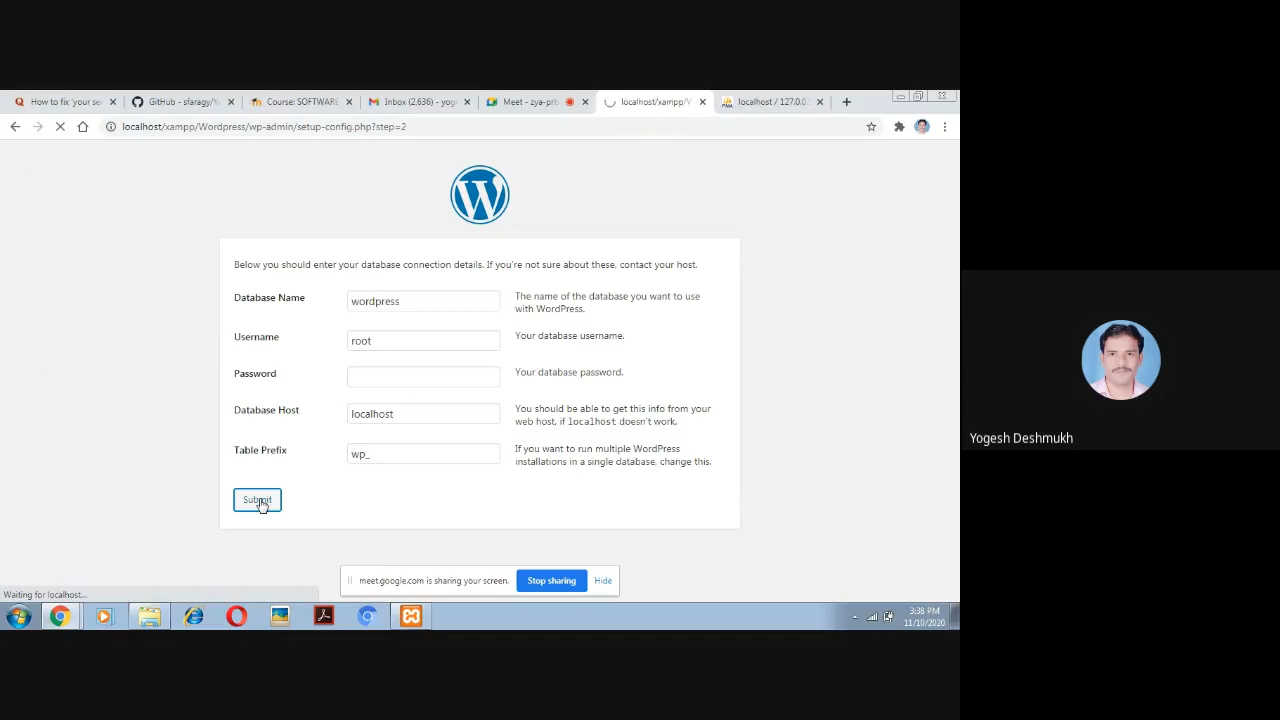 How to fix 'your se
GitHub - sfaragy/Y
Course: SOFTWARE
Inbox (2,636) - yog
Meet - zya-prb
localhost/xampp/W
localhost / 127.0.0.
localhost/xampp/Wordpress/wp-admin/setup-config.php?step=2
Below you should enter your database connection details. If you're not sure about these, contact your host.
Database Name
wordpress
The name of the database you want to use
with WordPress.
Username
root
Your database username.
Password
Your database password.
Database Host
localhost
You should be able to get this info from your
web host, if localhost doesn't work.
Table Prefix
wp_
If you want to run multiple WordPress
installations in a single database, change this.
Submit
meet.google.com is sharing your screen.
Stop sharing
Hide
Waiting for localhost...
3:38 PM
11/10/2020
Yogesh Deshmukh